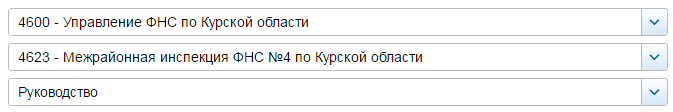 4600 - Управление ФНС по Курской области
4623 - Межрайонная инспекция ФНС №4 по Курской области
Руководство